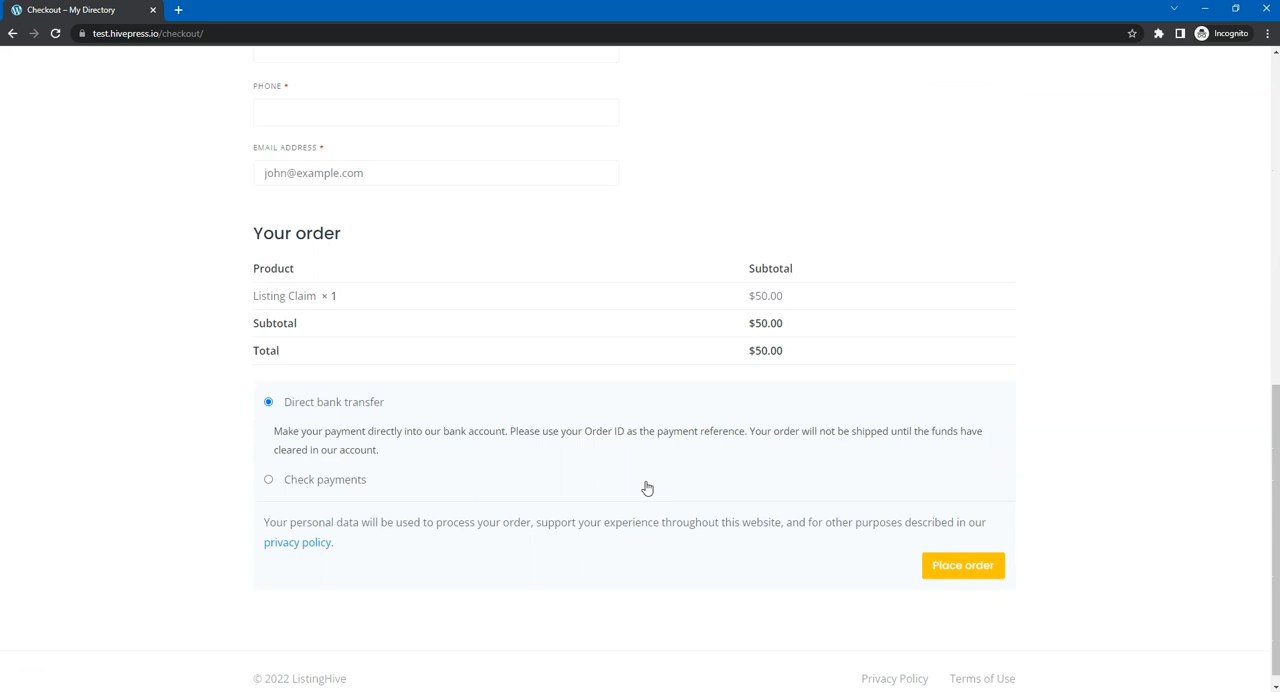 Checkout – My Directory
test.hivepress.io/checkout/
Incognito
PHONE *
EMAIL ADDRESS *
john@example.com
Your order
Product Subtotal
Listing Claim × 1 $50.00
Subtotal $50.00
Total $50.00
Direct bank transfer
Make your payment directly into our bank account. Please use your Order ID as the payment reference. Your order will not be shipped until the funds have
cleared in our account.
Check payments
Your personal data will be used to process your order, support your experience throughout this website, and for other purposes described in our
privacy policy.
Place order
© 2022 ListingHive Privacy Policy Terms of Use